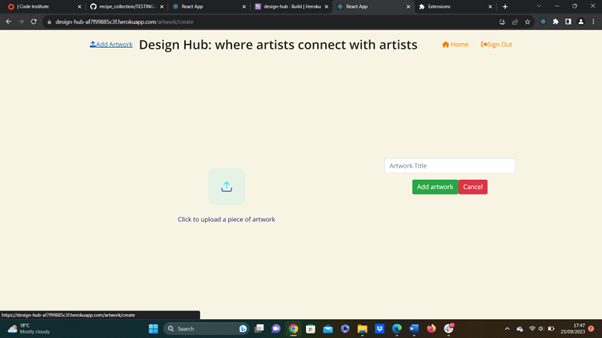 | Code Institute
recipe_collection/TESTING.
React App
design-hub · Build | Heroku
React App
Extensions
design-hub-af7f99885c3f.herokuapp.com/artwork/create
Add Artwork
Design Hub: where artists connect with artists
Home
Sign Out
Artwork Title
Add artwork
Cancel
Click to upload a piece of artwork
https://design-hub-af7f99885c3f.herokuapp.com/artwork/create
18°C
Mostly cloudy
Search
17:47
25/09/2023